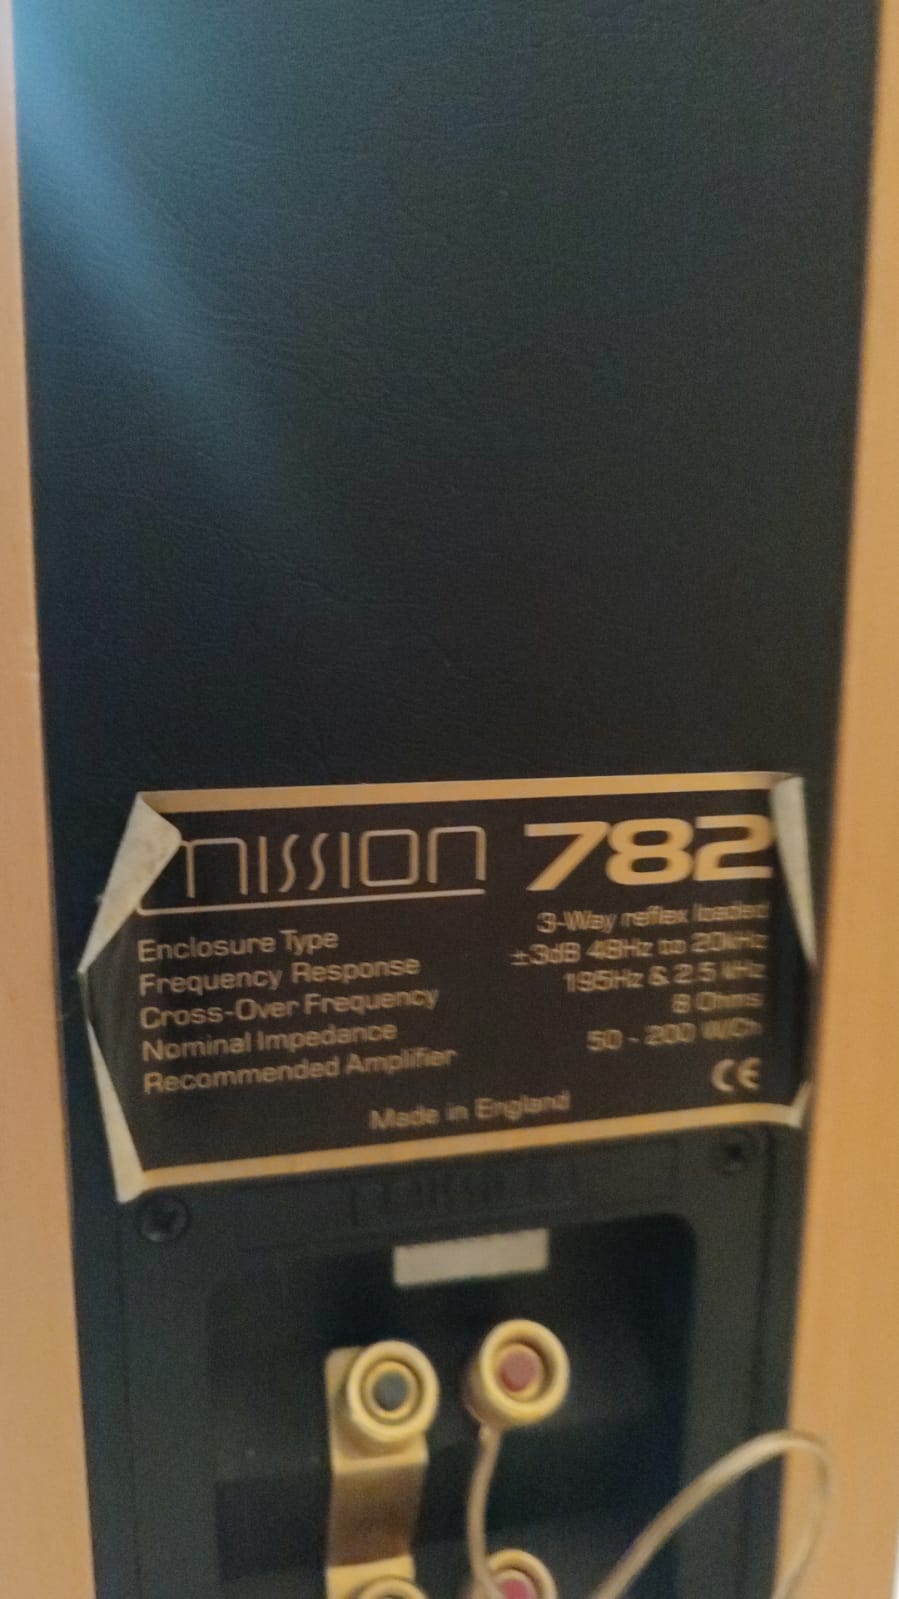 mission 782
Enclosure Type 3-Way reflex loaded
Frequency Response ±3dB 48Hz to 20kHz
Cross-Over Frequency 195Hz & 2.5 kHz
Nominal Impedance 8 Ohms
Recommended Amplifier 50 - 200 W/Ch
CE
Made in England